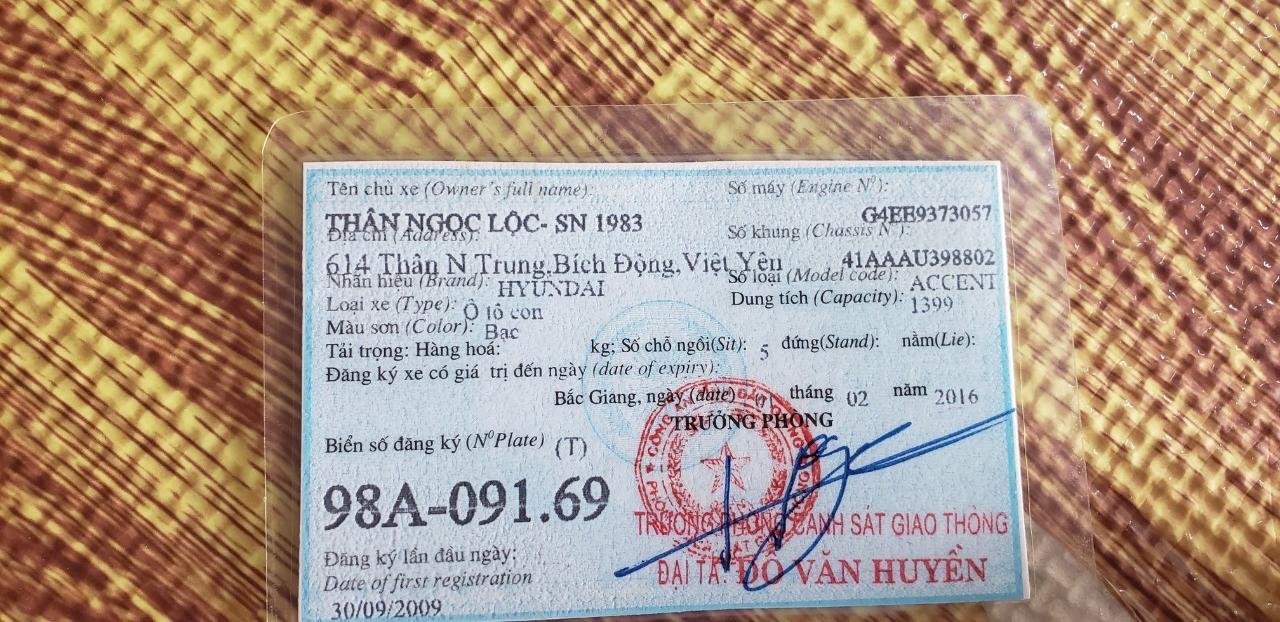 Tên chủ xe (Owner's full name):
THÂN NGỌC LỘC- SN 1983
Địa chỉ (Address):
614 Thân N Trung,Bích Động,Việt Yên
Nhãn hiệu (Brand): HYUNDAI
Loại xe (Type): Ô tô con
Màu sơn (Color): Bạc
Số máy (Engine N⁰):
G4EE9373057
Số khung (Chassis N⁰):
41AAAU398802
Số loại (Model code): ACCENT
Dung tích (Capacity): 1399
Tải trọng: Hàng hoá: kg; Số chỗ ngồi(Sit): 5 đứng(Stand): nằm(Lie):
Đăng ký xe có giá trị đến ngày (date of expiry):
Bắc Giang, ngày (date) tháng 02 năm 2016
TRƯỞNG PHÒNG
Biển số đăng ký (N⁰Plate) (T)
98A-091.69
TRƯỞNG PHÒNG CẢNH SÁT GIAO THÔNG
ĐẠI TÁ: ĐỖ VĂN HUYỀN
Đăng ký lần đầu ngày:
Date of first registration
30/09/2009